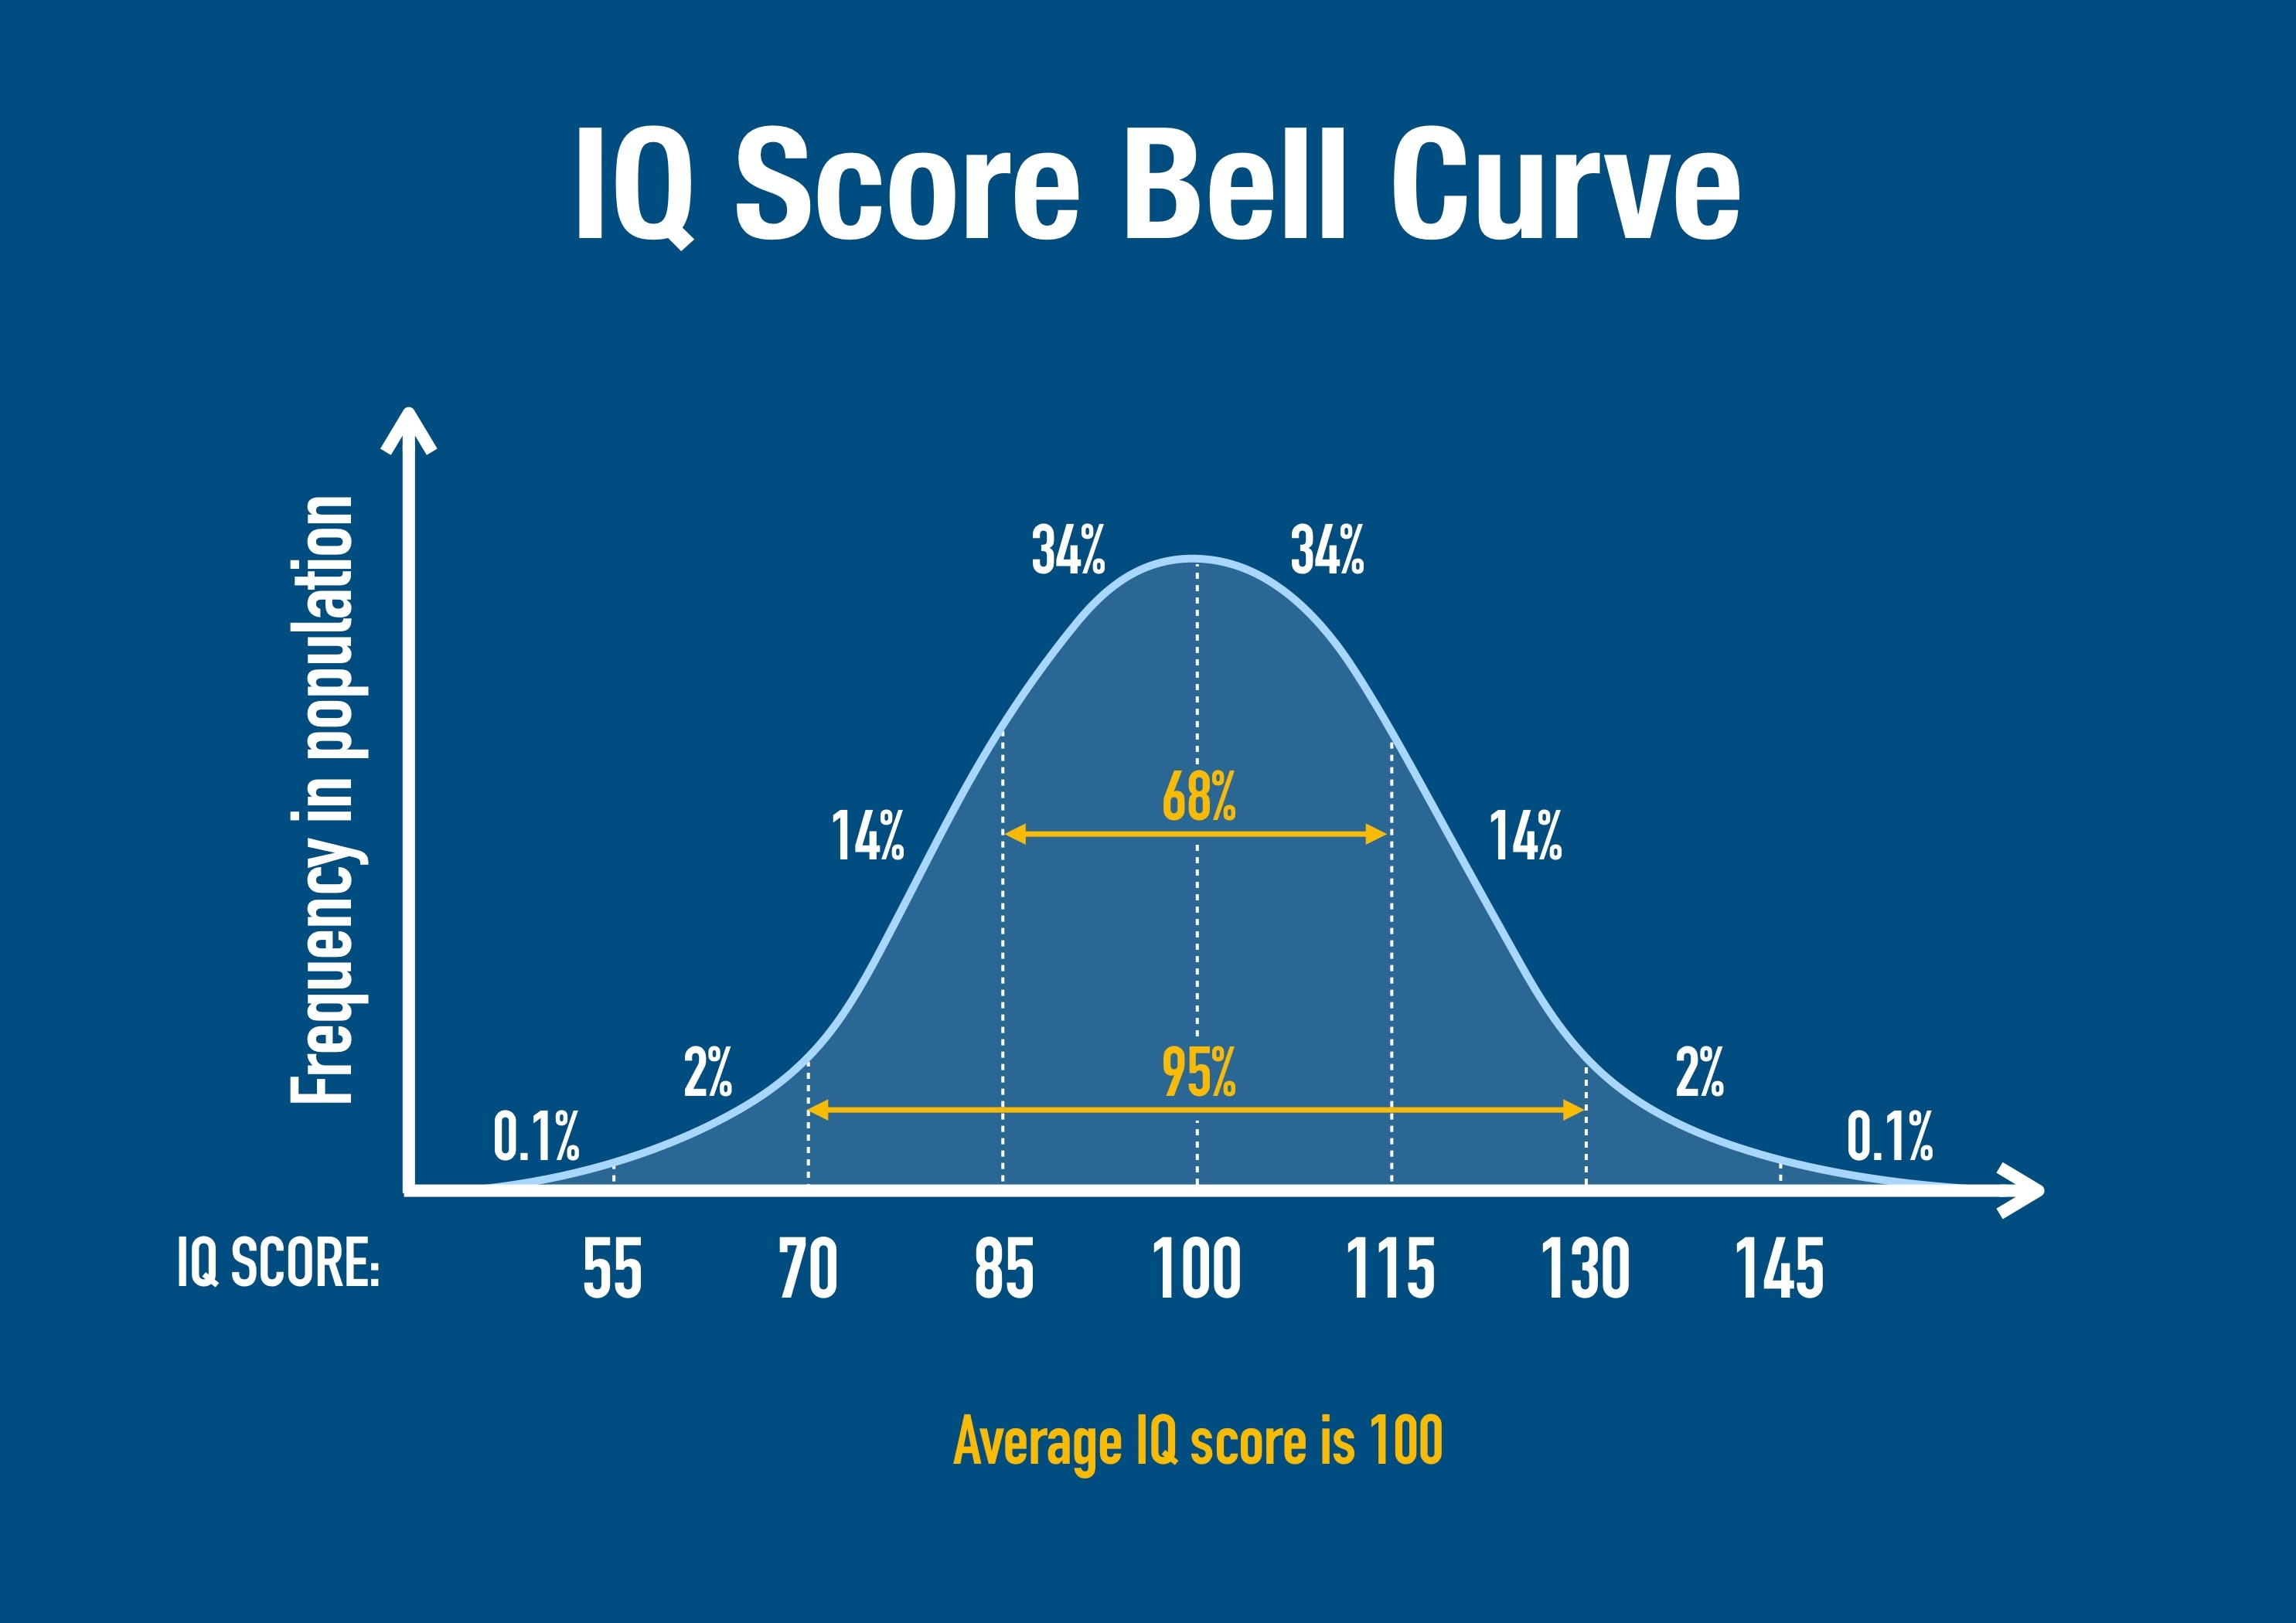 IQ Score Bell Curve
Frequency in population
34% 34%
68%
14% 14%
95%
2% 2%
0.1% 0.1%
IQ SCORE: 55 70 85 100 115 130 145
Average IQ score is 100